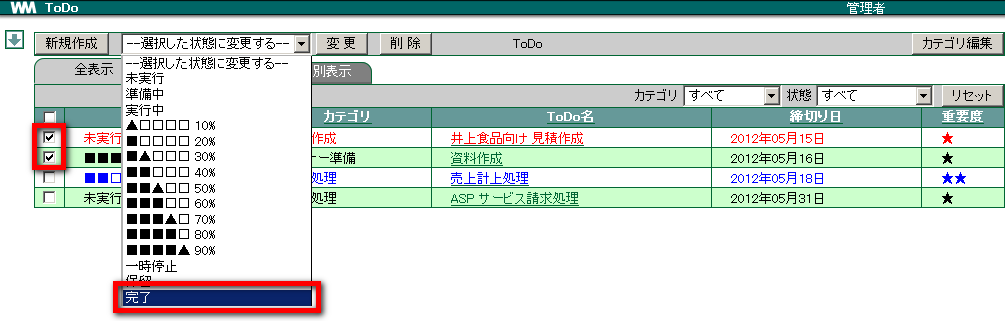 WM ToDo 管理者
新規作成 --選択した状態に変更する-- 変更 削除 ToDo カテゴリ編集
全表示 別表示
カテゴリ すべて 状態 すべて リセット
カテゴリ ToDo名 締切り日 重要度
未実行 作成 井上食品向け 見積作成 2012年05月15日 ★
■■■ ー準備 資料作成 2012年05月16日 ★
■■□ 処理 売上計上処理 2012年05月18日 ★★
未実行 処理 ASP サービス請求処理 2012年05月31日 ★
--選択した状態に変更する--
未実行
準備中
実行中
▲□□□□ 10%
■□□□□ 20%
■▲□□□ 30%
■■□□□ 40%
■■▲□□ 50%
■■■□□ 60%
■■■▲□ 70%
■■■■□ 80%
■■■■▲ 90%
一時停止
保留
完了